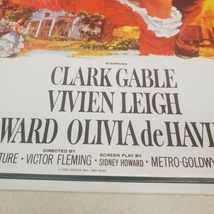 STARRING
CLARK GABLE
VIVIEN LEIGH
WARD OLIVIA de HAVI
TURE · VICTOR FLEMING · SIDNEY HOWARD · METRO-GOLDWY
DIRECTED BY SCREEN PLAY BY